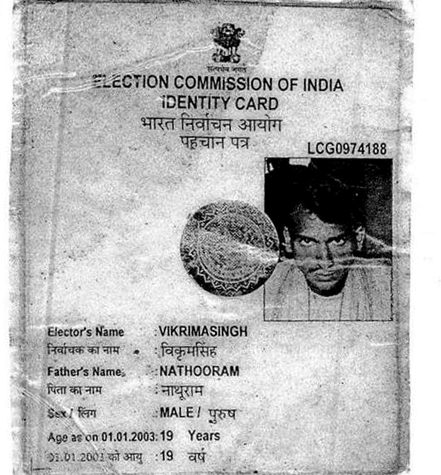 सत्यमेव जयते
ELECTION COMMISSION OF INDIA
IDENTITY CARD
भारत निर्वाचन आयोग
पहचान पत्र
LCG0974188
Elector's Name : VIKRIMASINGH
निर्वाचक का नाम : विकृमसिंह
Father's Name : NATHOORAM
पिता का नाम : नाथूराम
Sex / लिंग : MALE / पुरुष
Age as on 01.01.2003: 19 Years
01.01.2003 को आयु : 19 वर्ष